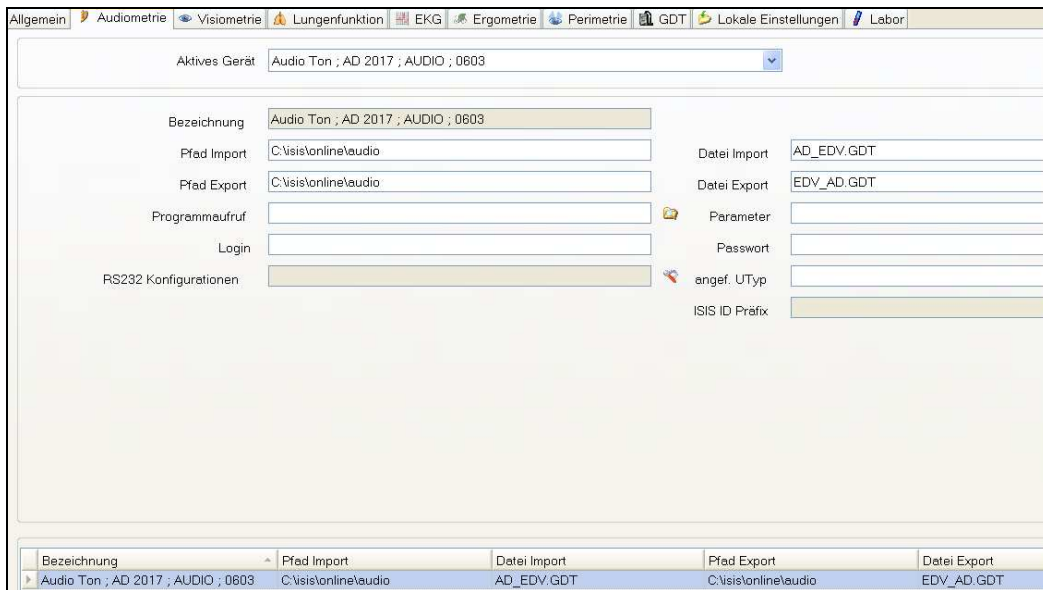 Allgemein Audiometrie Visiometrie Lungenfunktion EKG Ergometrie Perimetrie GDT Lokale Einstellungen Labor
Aktives Gerät Audio Ton ; AD 2017 ; AUDIO ; 0603
Bezeichnung Audio Ton ; AD 2017 ; AUDIO ; 0603
Pfad Import C:\isis\online\audio Datei Import AD_EDV.GDT
Pfad Export C:\isis\online\audio Datei Export EDV_AD.GDT
Programmaufruf Parameter
Login Passwort
RS232 Konfigurationen angef. UTyp
ISIS ID Präfix
Bezeichnung Pfad Import Datei Import Pfad Export Datei Export
Audio Ton ; AD 2017 ; AUDIO ; 0603 C:\isis\online\audio AD_EDV.GDT C:\isis\online\audio EDV_AD.GDT